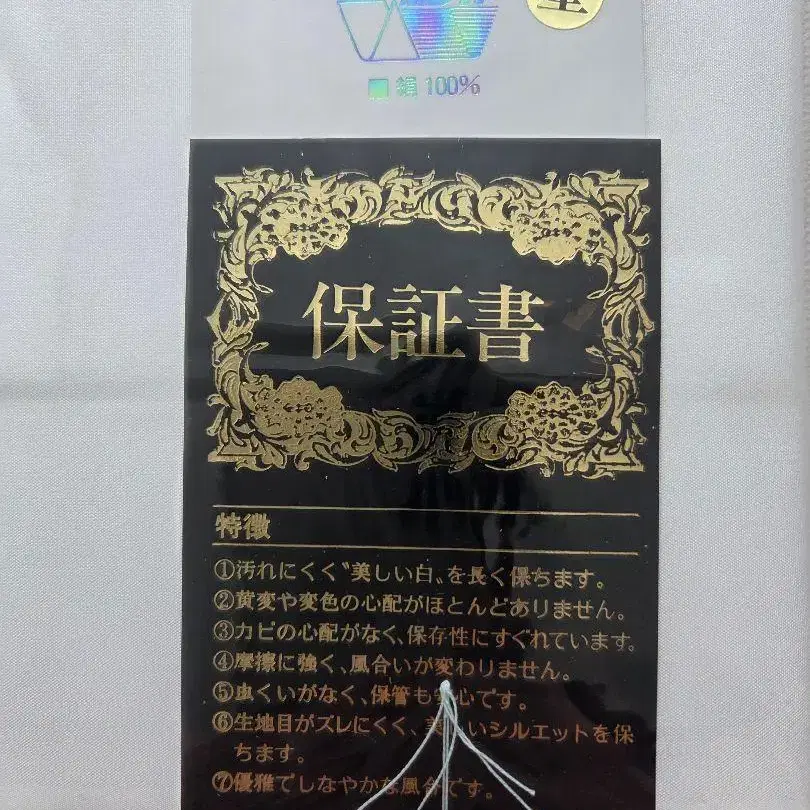 絹 100%
保証書
特徴
①汚れにくく〝美しい白〟を長く保ちます。
②黄変や変色の心配がほとんどありません。
③カビの心配がなく、保存性にすぐれています。
④摩擦に強く、風合いが変わりません。
⑤虫くいがなく、保管も安心です。
⑥生地目がズレにくく、美しいシルエットを保
ちます。
⑦優雅でしなやかな風合です。